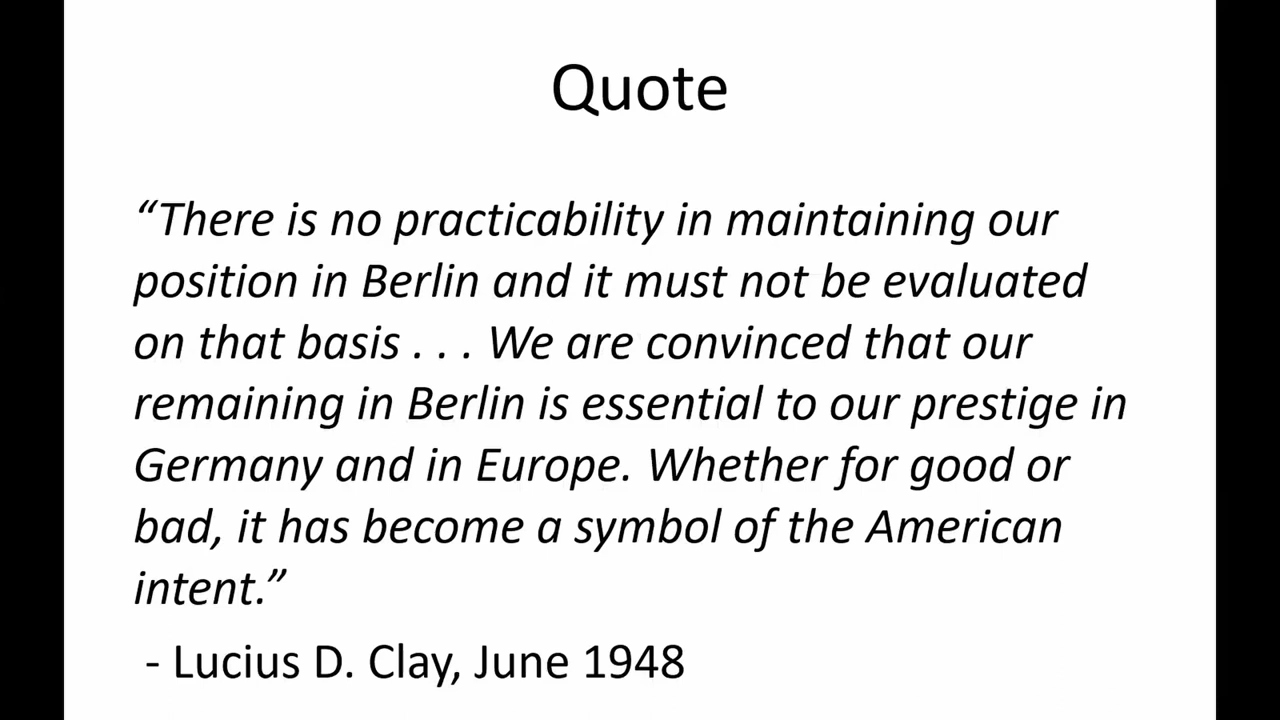 Quote
“There is no practicability in maintaining our
position in Berlin and it must not be evaluated
on that basis . . . We are convinced that our
remaining in Berlin is essential to our prestige in
Germany and in Europe. Whether for good or
bad, it has become a symbol of the American
intent.”
- Lucius D. Clay, June 1948